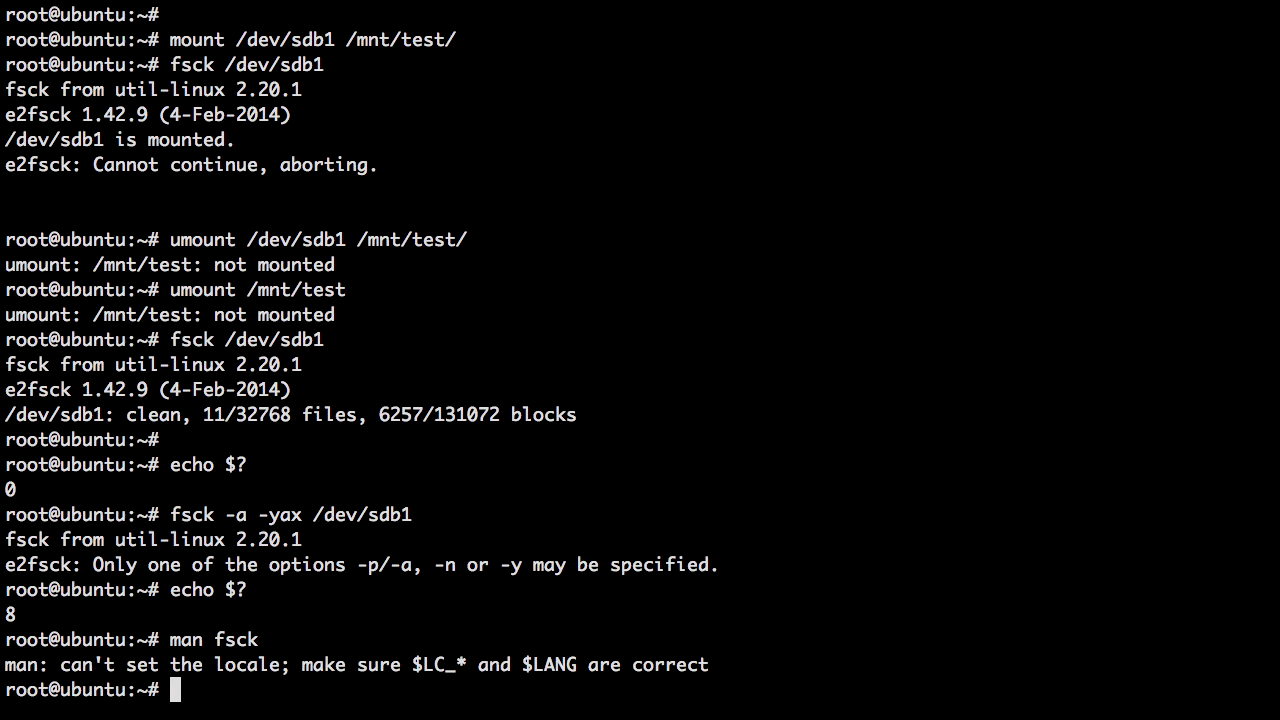 root@ubuntu:~#
root@ubuntu:~# mount /dev/sdb1 /mnt/test/
root@ubuntu:~# fsck /dev/sdb1
fsck from util-linux 2.20.1
e2fsck 1.42.9 (4-Feb-2014)
/dev/sdb1 is mounted.
e2fsck: Cannot continue, aborting.
root@ubuntu:~# umount /dev/sdb1 /mnt/test/
umount: /mnt/test: not mounted
root@ubuntu:~# umount /mnt/test
umount: /mnt/test: not mounted
root@ubuntu:~# fsck /dev/sdb1
fsck from util-linux 2.20.1
e2fsck 1.42.9 (4-Feb-2014)
/dev/sdb1: clean, 11/32768 files, 6257/131072 blocks
root@ubuntu:~#
root@ubuntu:~# echo $?
0
root@ubuntu:~# fsck -a -yax /dev/sdb1
fsck from util-linux 2.20.1
e2fsck: Only one of the options -p/-a, -n or -y may be specified.
root@ubuntu:~# echo $?
8
root@ubuntu:~# man fsck
man: can't set the locale; make sure $LC_* and $LANG are correct
root@ubuntu:~#